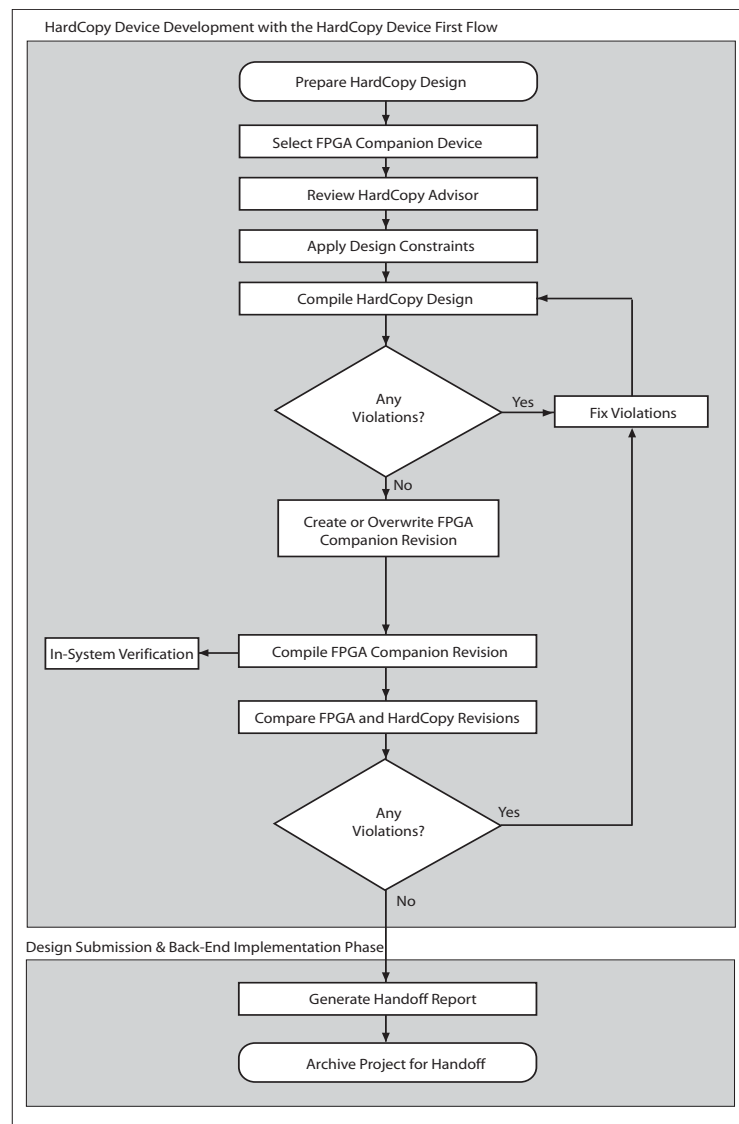 HardCopy Device Development with the HardCopy Device First Flow
Prepare HardCopy Design
Select FPGA Companion Device
Review HardCopy Advisor
Apply Design Constraints
Compile HardCopy Design
Any
Violations?
Yes
Fix Violations
No
Create or Overwrite FPGA
Companion Revision
In-System Verification
Compile FPGA Companion Revision
Compare FPGA and HardCopy Revisions
Any
Violations?
Yes
No
Design Submission & Back-End Implementation Phase
Generate Handoff Report
Archive Project for Handoff